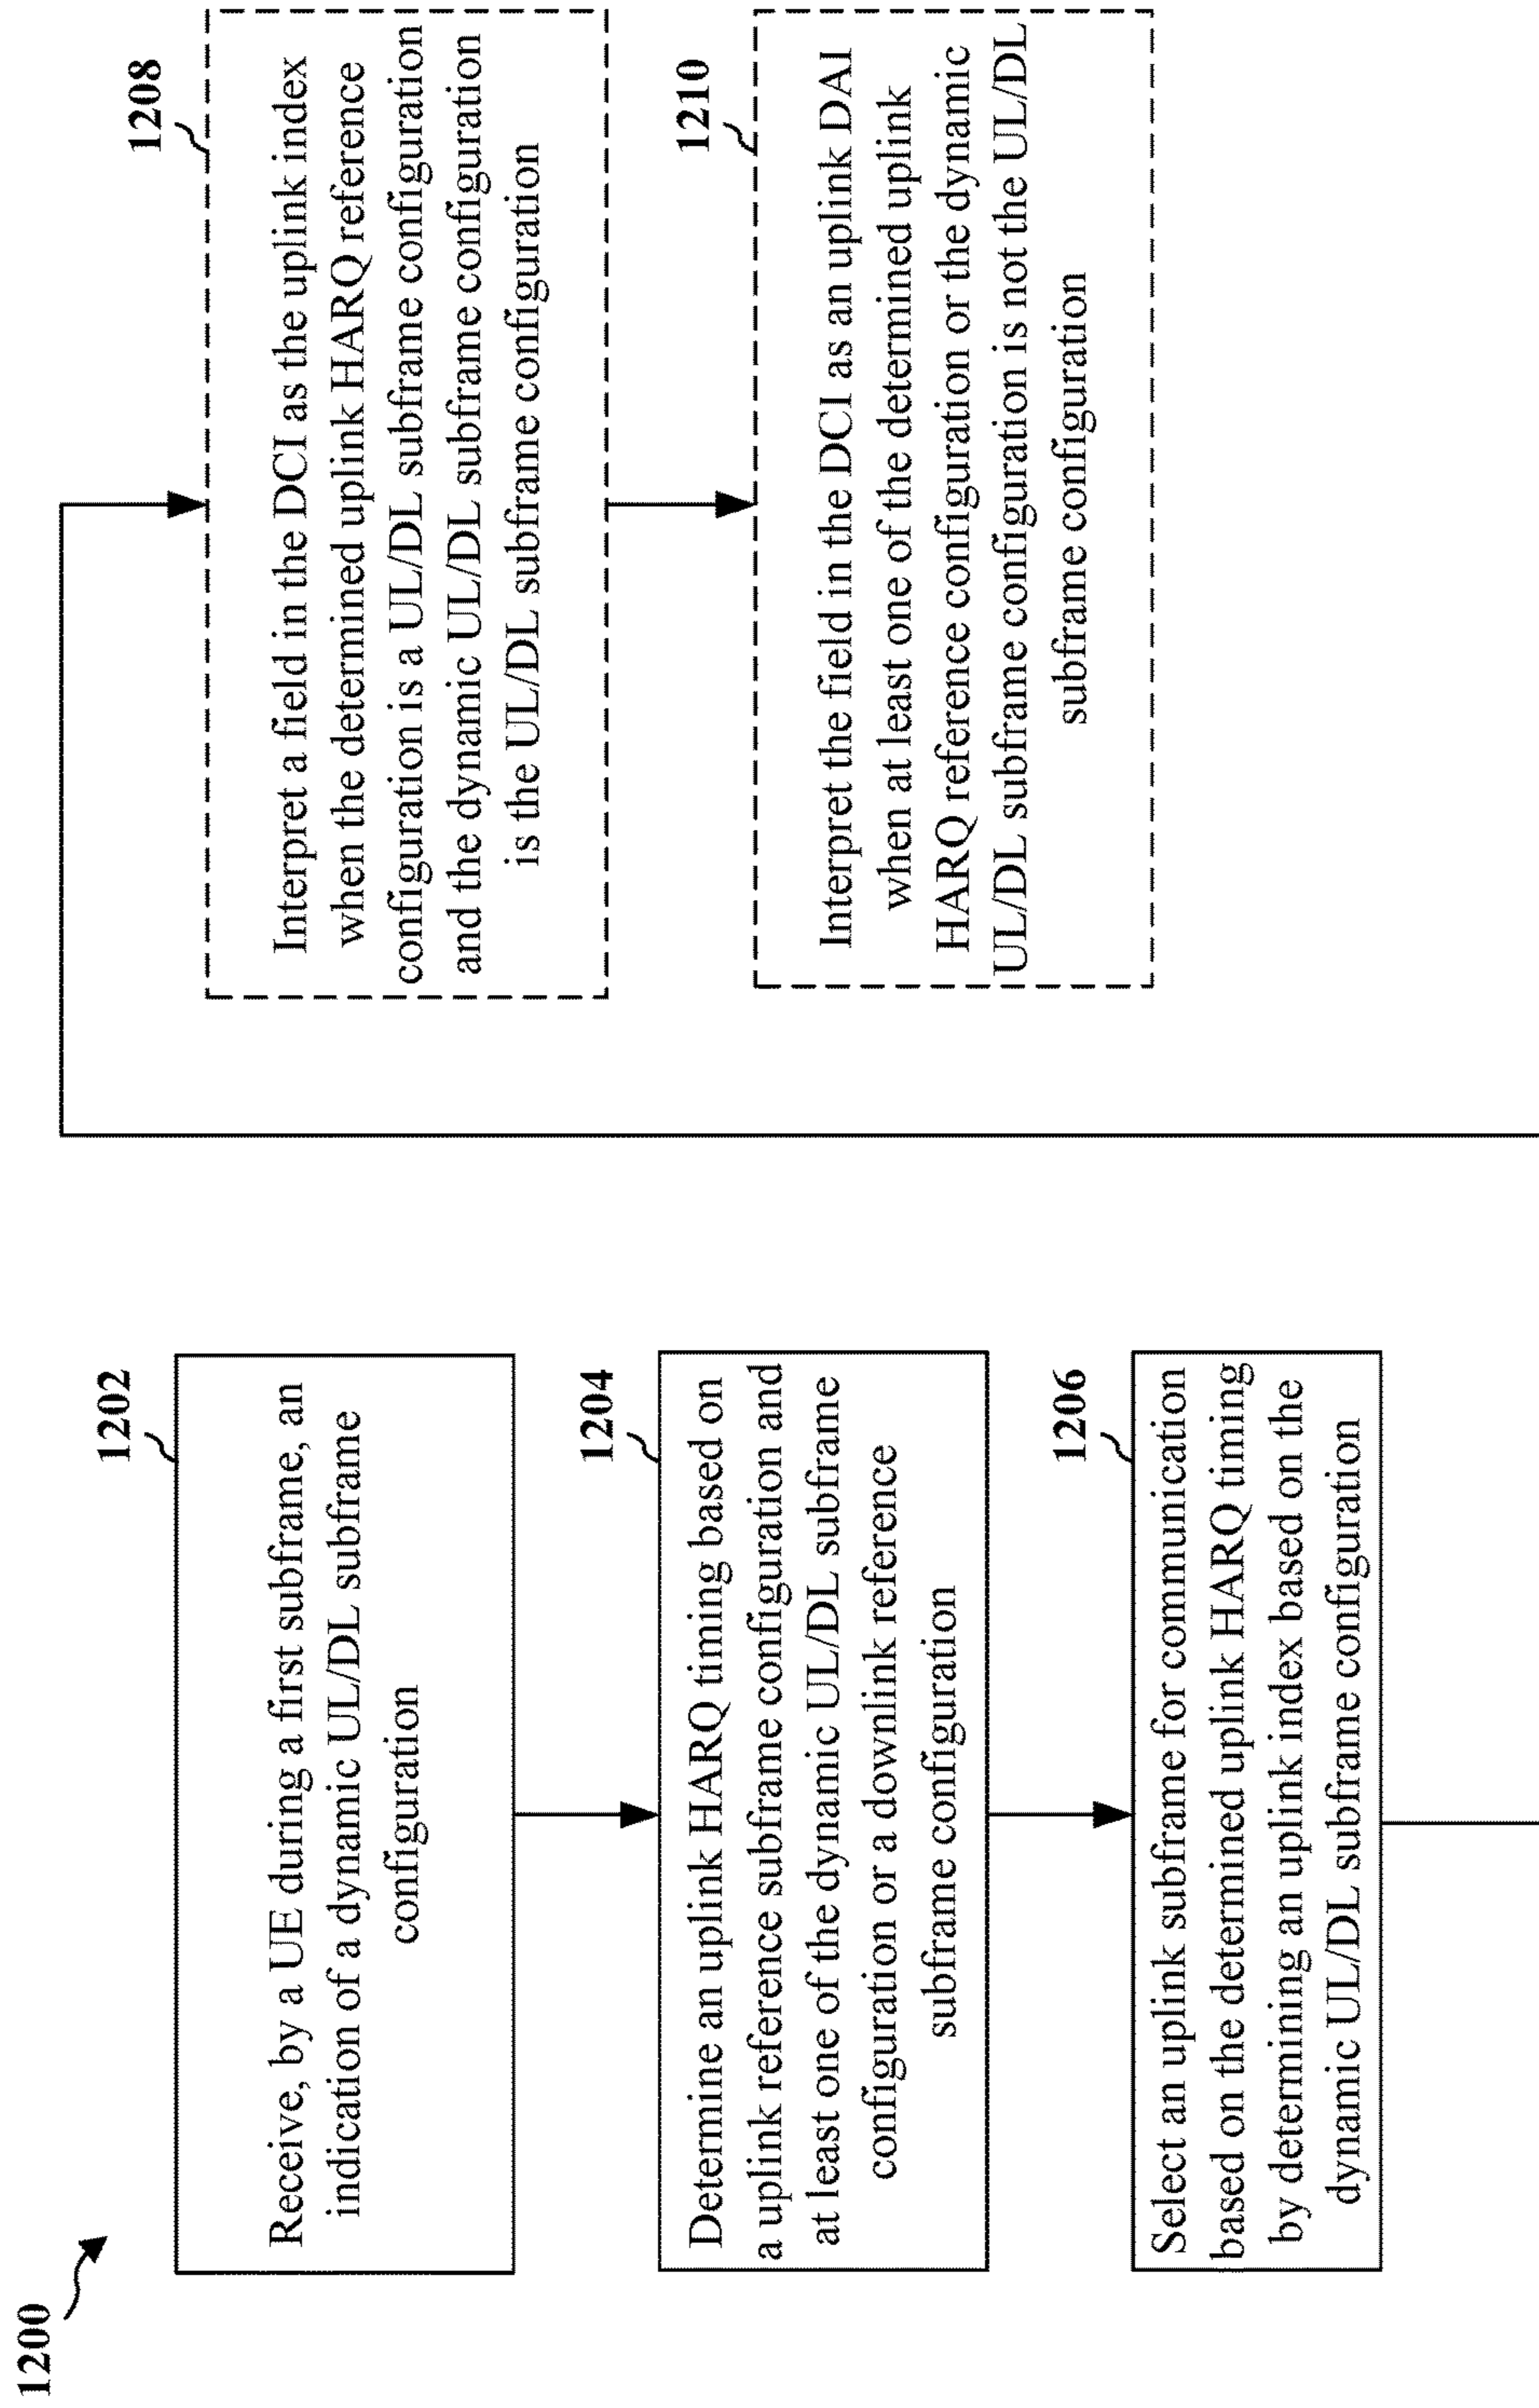 1200
1202
Receive, by a UE during a first subframe, an
indication of a dynamic UL/DL subframe
configuration
1204
Determine an uplink HARQ timing based on
a uplink reference subframe configuration and
at least one of the dynamic UL/DL subframe
configuration or a downlink reference
subframe configuration
1206
Select an uplink subframe for communication
based on the determined uplink HARQ timing
by determining an uplink index based on the
dynamic UL/DL subframe configuration
1208
Interpret a field in the DCI as the uplink index
when the determined uplink HARQ reference
configuration is a UL/DL subframe configuration
and the dynamic UL/DL subframe configuration
is the UL/DL subframe configuration
1210
Interpret the field in the DCI as an uplink DAI
when at least one of the determined uplink
HARQ reference configuration or the dynamic
UL/DL subframe configuration is not the UL/DL
subframe configuration